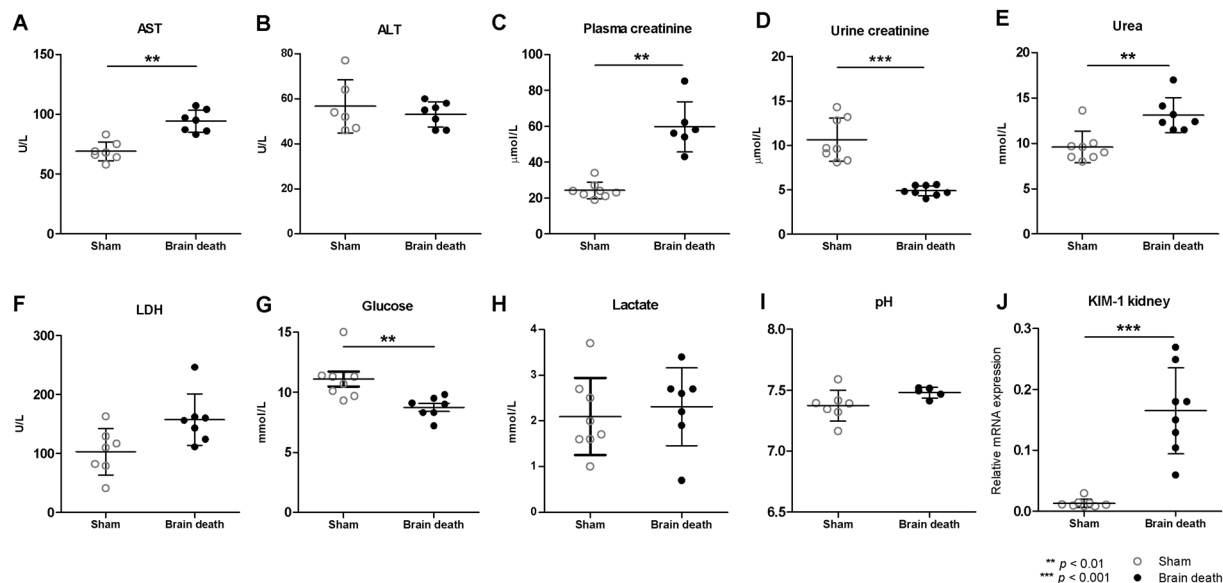 A
AST
U/L
150
100
50
0
**
Sham
Brain death
B
ALT
U/L
80
60
40
20
0
Sham
Brain death
C
Plasma creatinine
µmol/L
100
80
60
40
20
0
**
Sham
Brain death
D
Urine creatinine
µmol/L
20
15
10
5
0
***
Sham
Brain death
E
Urea
mmol/L
20
15
10
5
0
**
Sham
Brain death
F
LDH
U/L
300
200
100
0
Sham
Brain death
G
Glucose
mmol/L
15
10
5
0
**
Sham
Brain death
H
Lactate
mmol/L
4
3
2
1
0
Sham
Brain death
I
pH
8.0
7.5
7.0
6.5
Sham
Brain death
J
KIM-1 kidney
Relative mRNA expression
0.3
0.2
0.1
0.0
***
Sham
Brain death
** p < 0.01
*** p < 0.001
Sham
Brain death